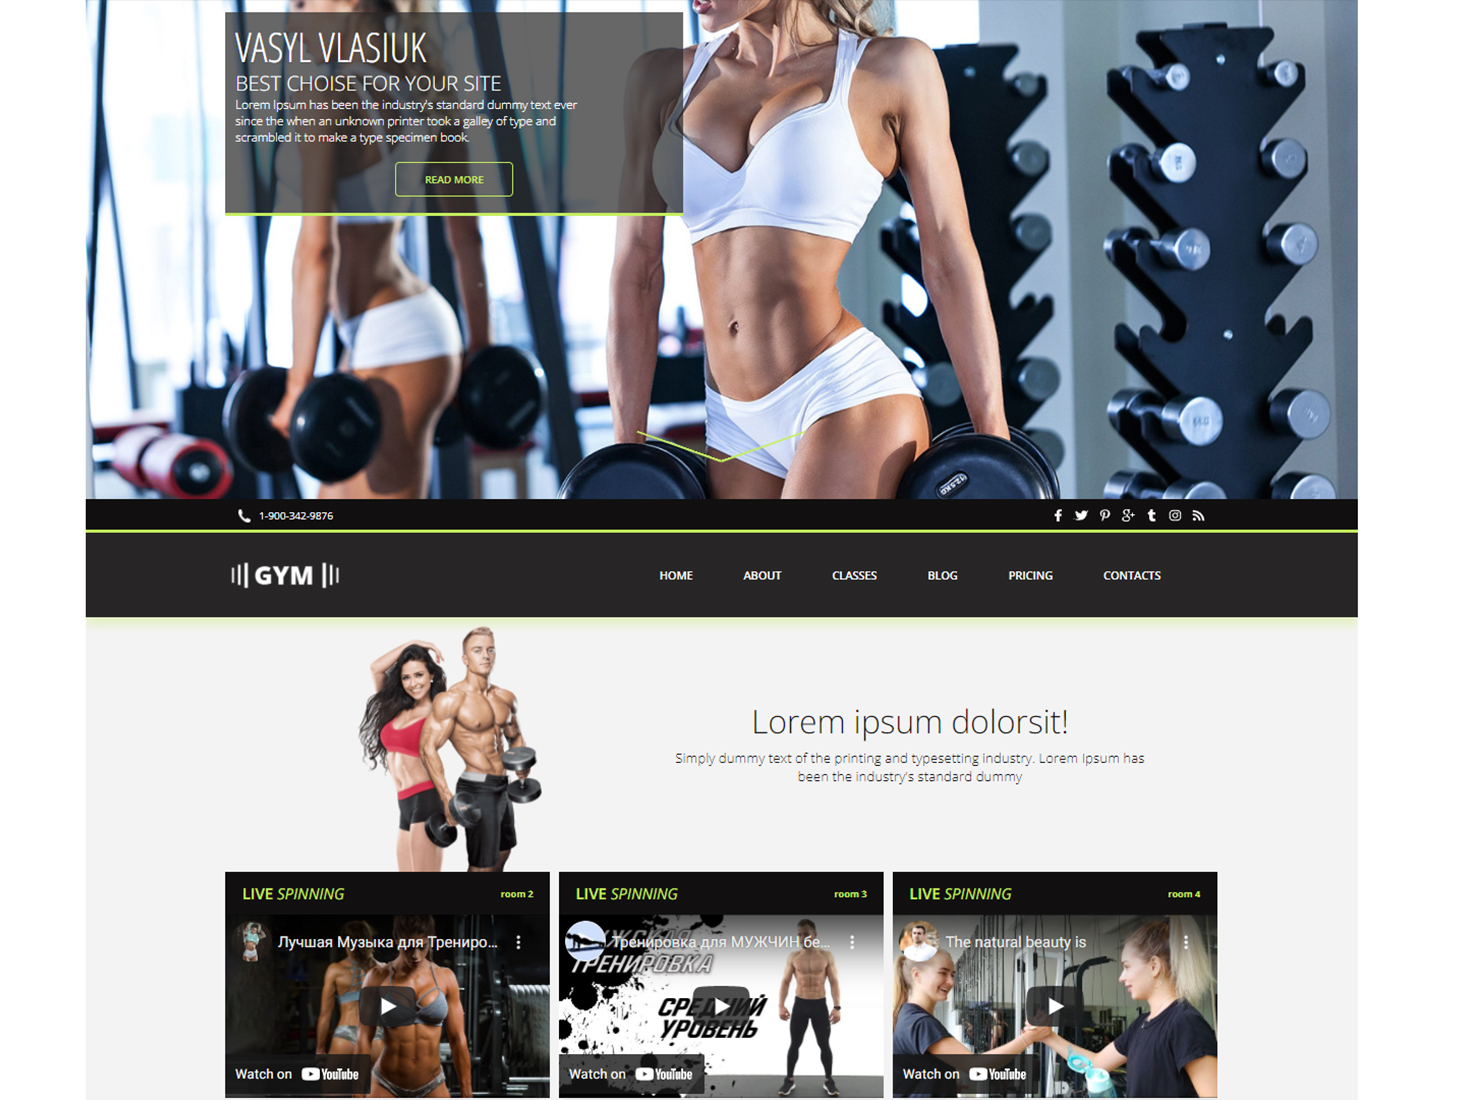 VASYL VLASIUK
BEST CHOISE FOR YOUR SITE
Lorem Ipsum has been the industry's standard dummy text ever
since the when an unknown printer took a galley of type and
scrambled it to make a type specimen book.
READ MORE
12.5KG
1-900-342-9876
GYM
HOME ABOUT CLASSES BLOG PRICING CONTACTS
Lorem ipsum dolorsit!
Simply dummy text of the printing and typesetting industry. Lorem Ipsum has
been the industry's standard dummy
LIVE SPINNING room 2
Лучшая Музыка для Трениро...
Watch on YouTube
LIVE SPINNING room 3
Тренировка для МУЖЧИН бе...
ТРЕНИРОВКА
СРЕДНИЙ
УРОВЕНЬ
Watch on YouTube
LIVE SPINNING room 4
The natural beauty is
Watch on YouTube